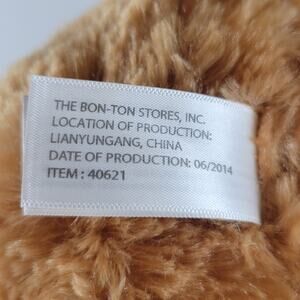 THE BON-TON STORES, INC.
LOCATION OF PRODUCTION:
LIANYUNGANG, CHINA
DATE OF PRODUCTION: 06/2014
ITEM : 40621